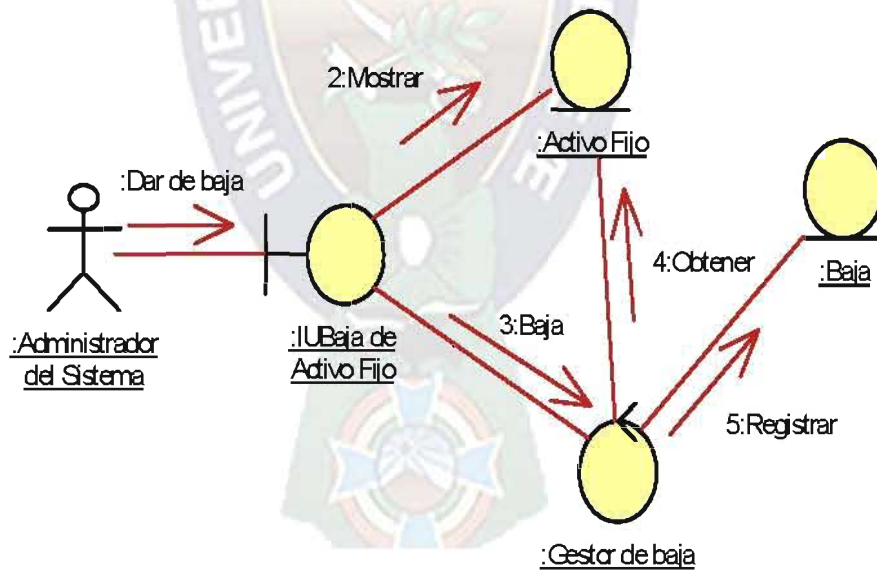 2:Mostrar
:Activo Fijo
:Dar de baja
4:Obtener
:Baja
:Administrador
del Sistema
:IUBaja de
Activo Fijo
3:Baja
5:Registrar
:Gestor de baja
UNIVER
E